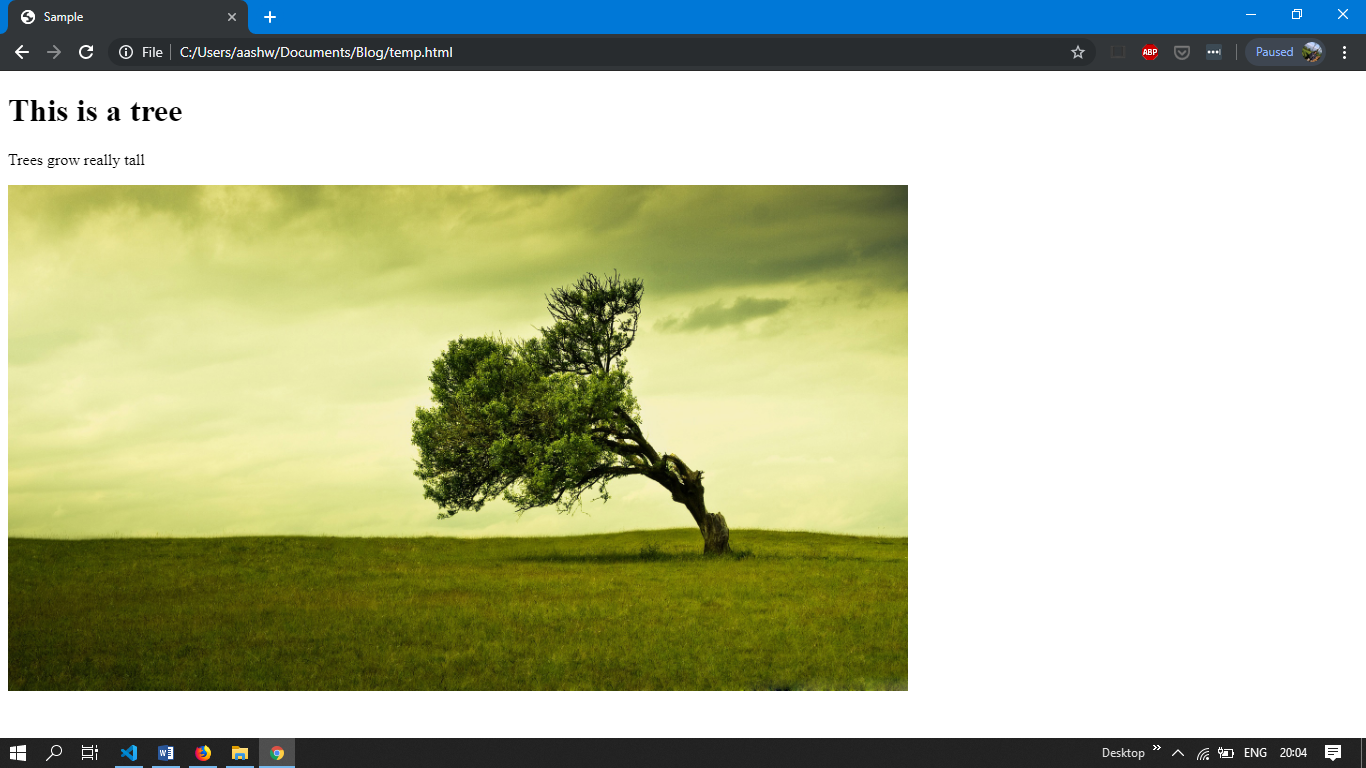 Sample
File C:/Users/aashw/Documents/Blog/temp.html ABP Paused
This is a tree
Trees grow really tall
Desktop ENG 20:04